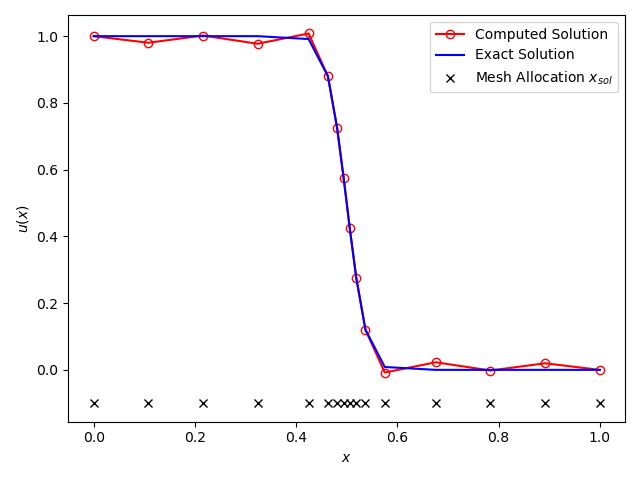 1.0
0.8
0.6
0.4
0.2
0.0
u(x)
Computed Solution
Exact Solution
Mesh Allocation x_{sol}
0.0 0.2 0.4 0.6 0.8 1.0
x